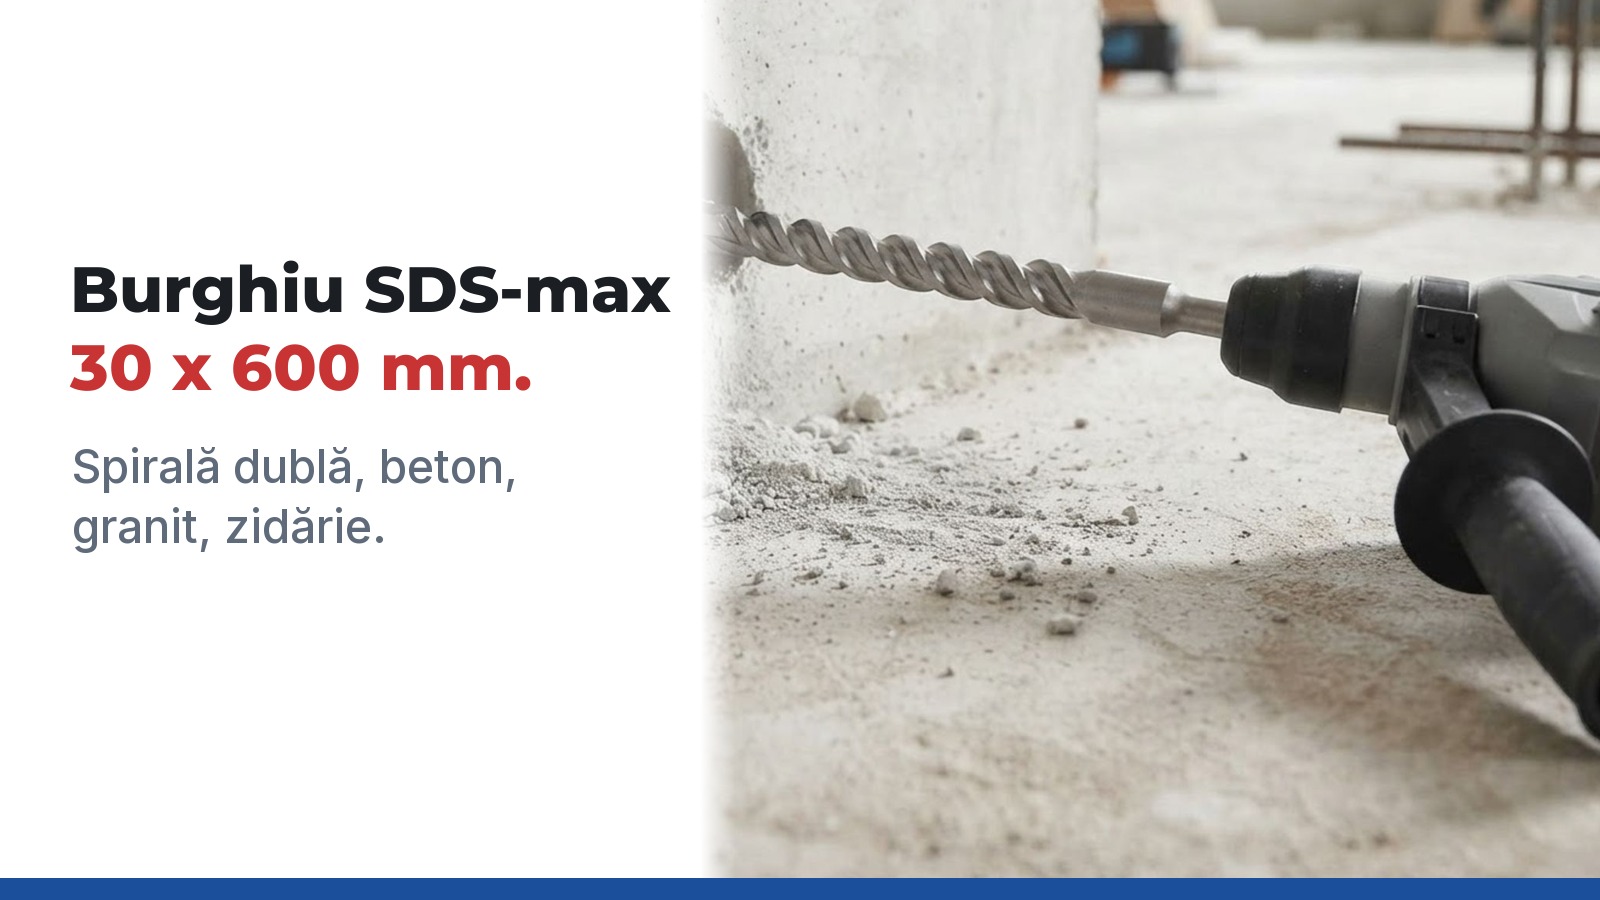 Burghiu SDS-max
30 x 600 mm.
Spirală dublă, beton,
granit, zidărie.